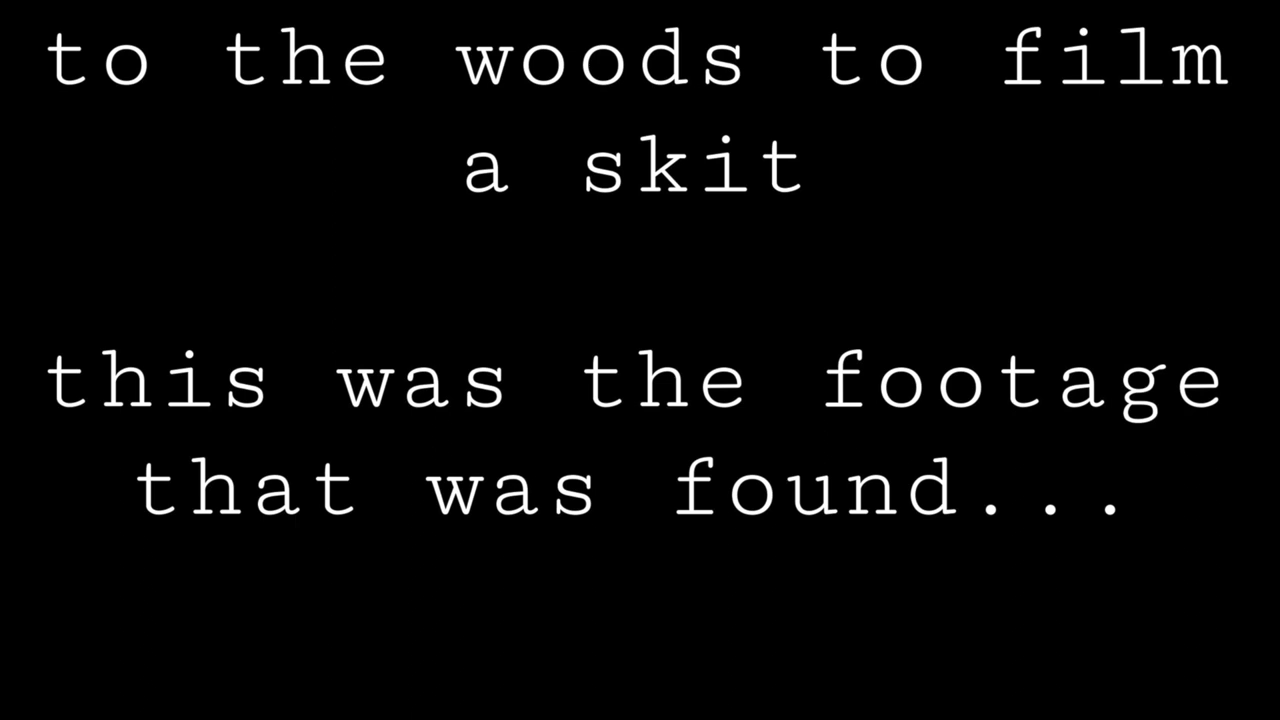 to the woods to film
a skit
this was the footage
that was found...